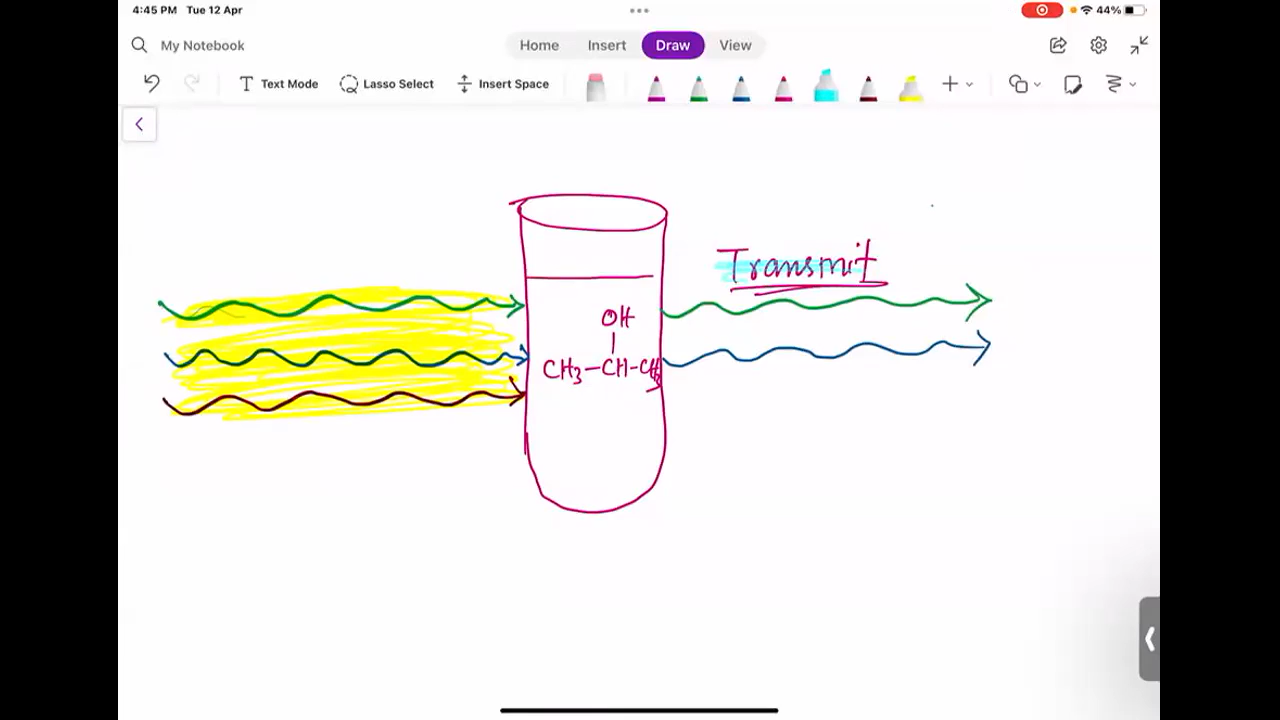 4:45 PM Tue 12 Apr
44%
My Notebook
Home Insert Draw View
Text Mode Lasso Select Insert Space
Transmit
OH
CH3-CH-CH3